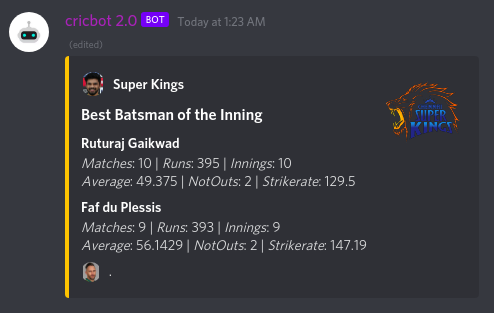 cricbot 2.0 BOT Today at 1:23 AM
(edited)
Super Kings
Best Batsman of the Inning
SUPER
KINGS
Ruturaj Gaikwad
Matches: 10 | Runs: 395 | Innings: 10
Average: 49.375 | NotOuts: 2 | Strikerate: 129.5
Faf du Plessis
Matches: 9 | Runs: 393 | Innings: 9
Average: 56.1429 | NotOuts: 2 | Strikerate: 147.19
.